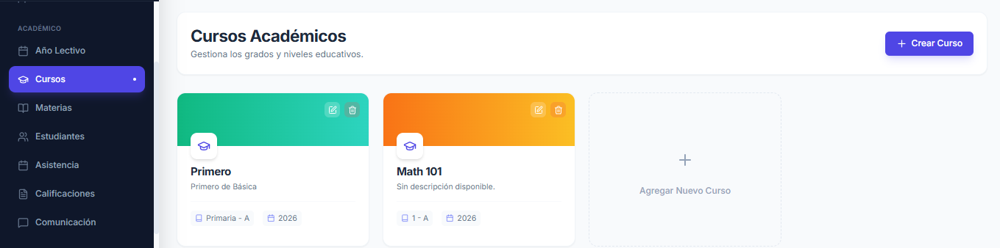 ACADÉMICO
Año Lectivo
Cursos
Materias
Estudiantes
Asistencia
Calificaciones
Comunicación
Cursos Académicos
Gestiona los grados y niveles educativos.
Crear Curso
Primero
Primero de Básica
Primaria - A 2026
Math 101
Sin descripción disponible.
1 - A 2026
Agregar Nuevo Curso